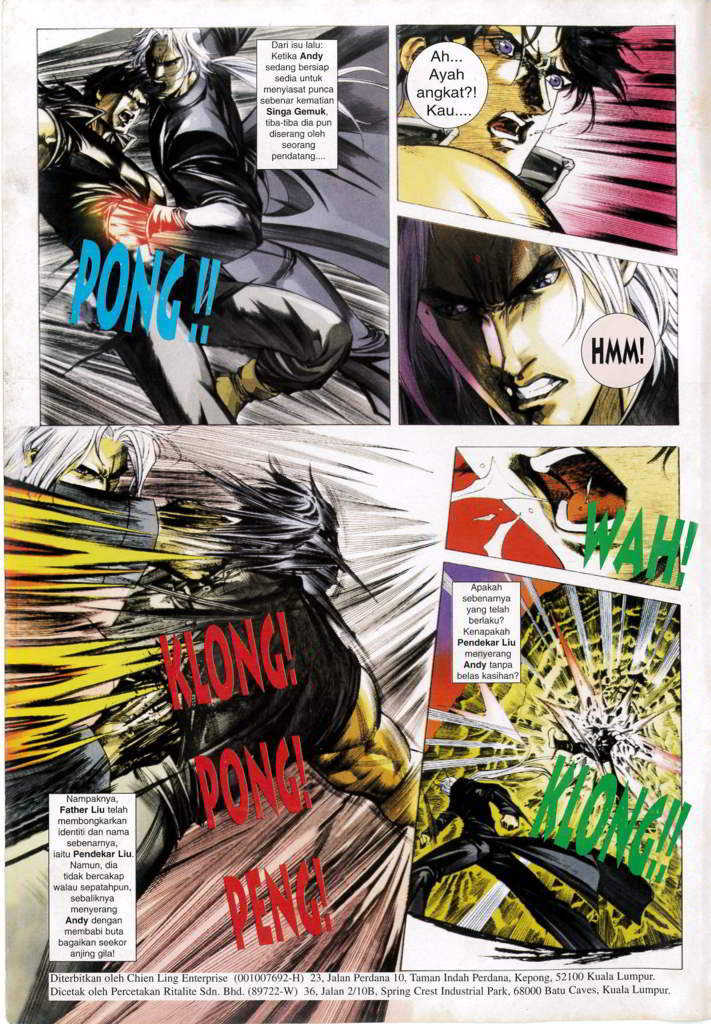 Dari isu lalu:
Ketika Andy
sedang bersiap
sedia untuk
menyiasat punca
sebenar kematian
Singa Gemuk,
tiba-tiba dia pun
diserang oleh
seorang
pendatang....
PONG!!
Ah...
Ayah
angkat?!
Kau....
HMM!
WAH!
KLONG!
PONG!
PENG!
Apakah
sebenarnya
yang telah
berlaku?
Kenapakah
Pendekar Liu
menyerang
Andy tanpa
belas kasihan?
KLONG!!
Nampaknya,
Father Liu telah
membongkarkan
identiti dan nama
sebenarnya,
iaitu Pendekar Liu.
Namun, dia
tidak bercakap
walau sepatahpun,
sebaliknya
menyerang
Andy dengan
membabi buta
bagaikan seekor
anjing gila!
Diterbitkan oleh Chien Ling Enterprise (001007692-H) 23, Jalan Perdana 10, Taman Indah Perdana, Kepong, 52100 Kuala Lumpur.
Dicetak oleh Percetakan Ritalite Sdn. Bhd. (89722-W) 36, Jalan 2/10B, Spring Crest Industrial Park, 68000 Batu Caves, Kuala Lumpur.